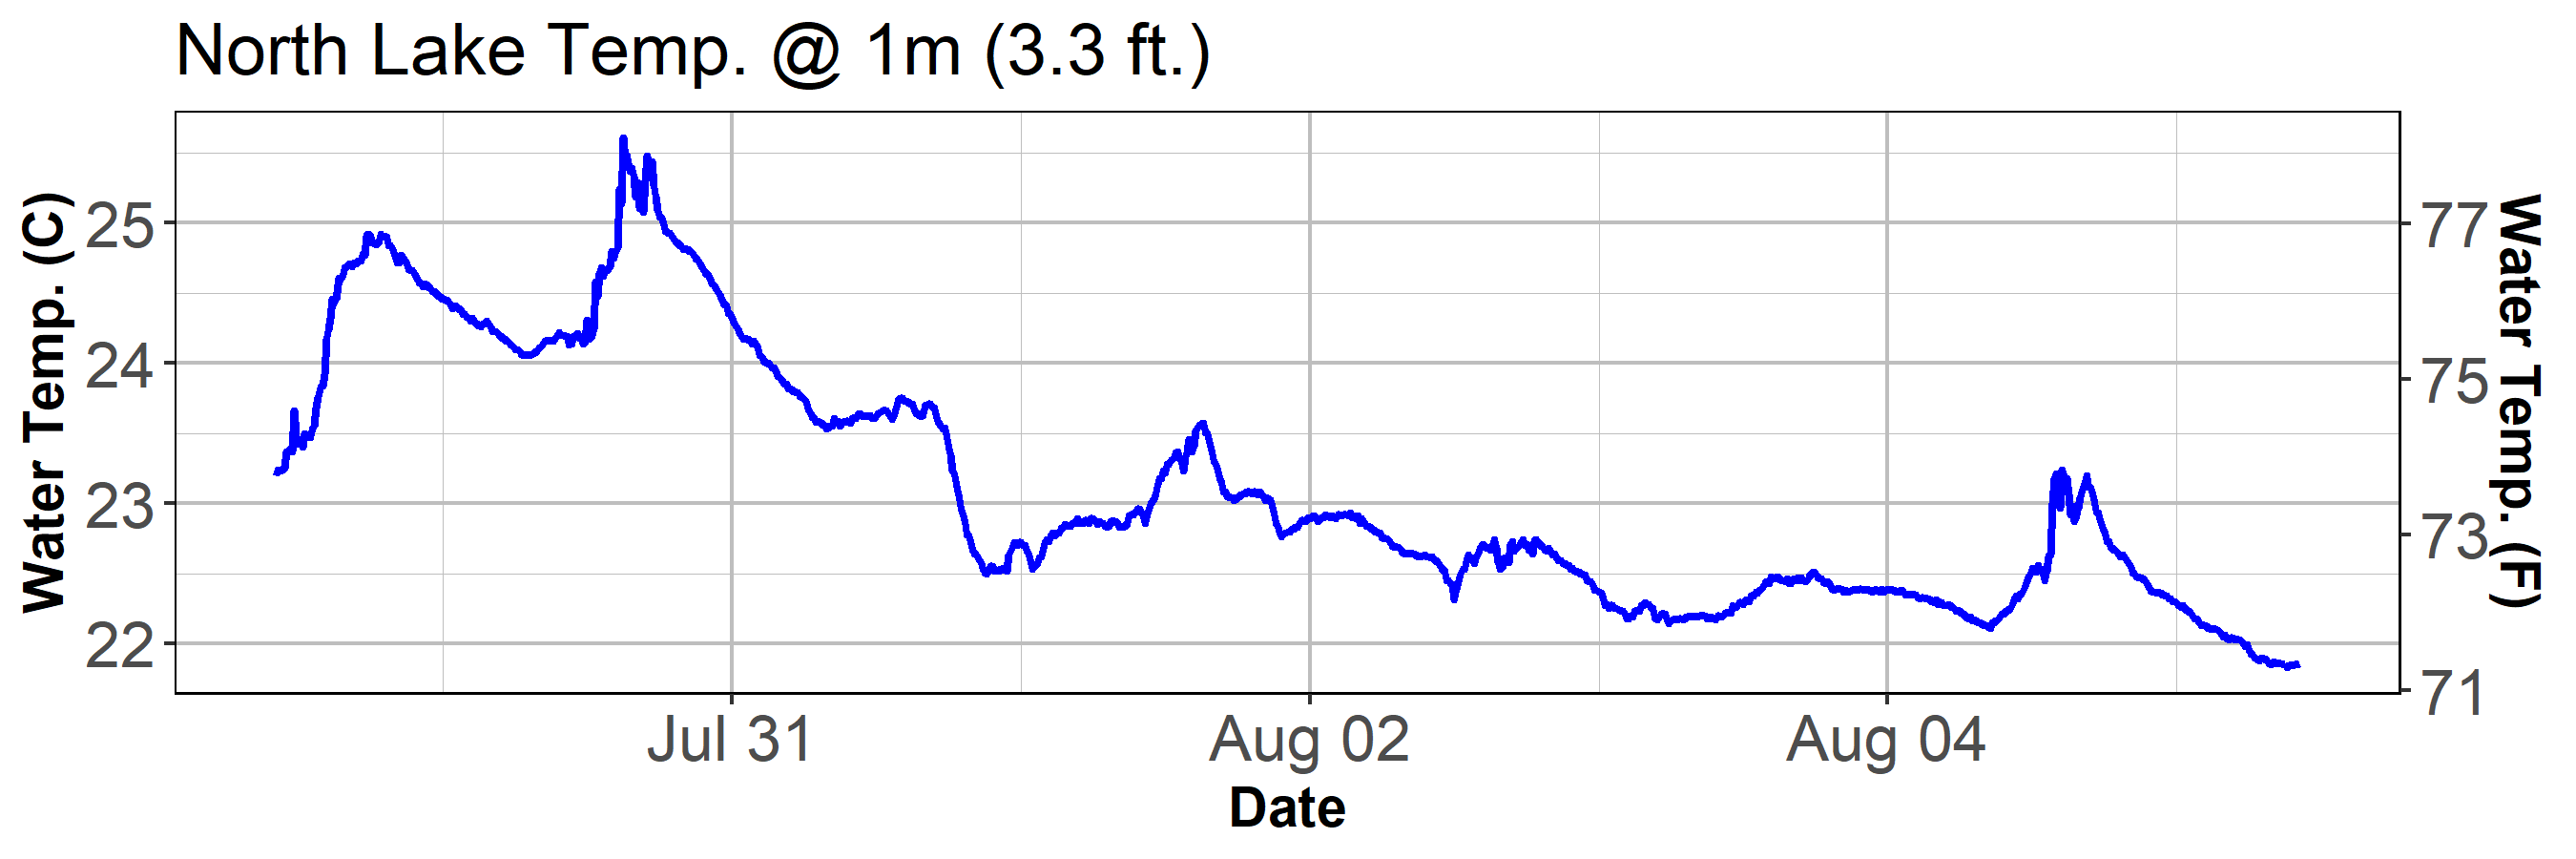 North Lake Temp. @ 1m (3.3 ft.)
Water Temp. (C)
25
24
23
22
77
75
73
71
Water Temp. (F)
Jul 31
Aug 02
Aug 04
Date